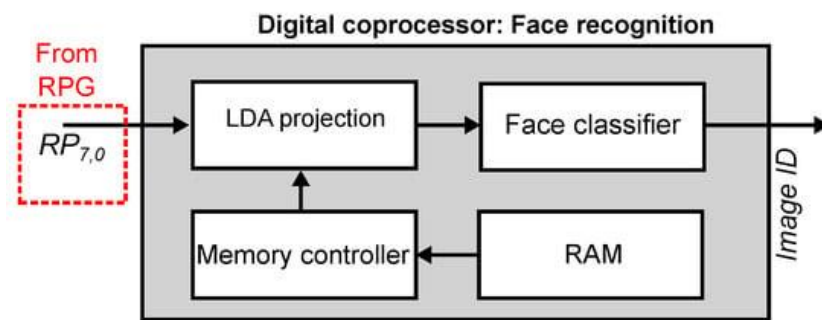 Digital coprocessor: Face recognition
From
RPG
RP7,0
LDA projection
Face classifier
Image ID
Memory controller
RAM